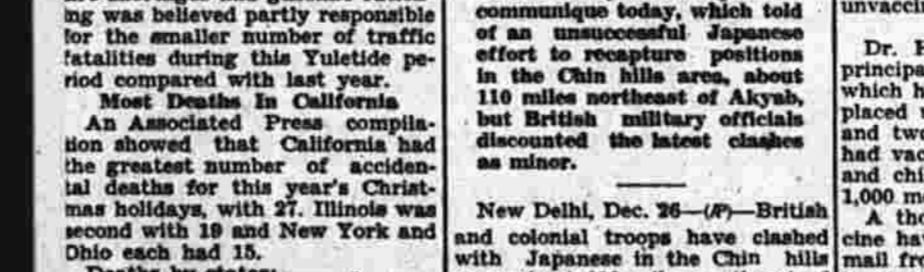 ing was believed partly responsible
for the smaller number of traffic
fatalities during this Yuletide pe-
riod compared with last year.
Most Deaths In California
An Associated Press compila-
tion showed that California had
the greatest number of acciden-
tal deaths for this year's Christ-
mas holidays, with 27. Illinois was
second with 19 and New York and
Ohio each had 15.
Deaths by states:
communique today, which told
of an unsuccessful Japanese
effort to recapture positions
in the Chin hills area, about
110 miles northeast of Akyab,
but British military officials
discounted the latest clashes
as minor.
New Delhi, Dec. 26—(AP)—British
and colonial troops have clashed
with Japanese in the Chin hills
unvacci
Dr.
principa
which h
placed
and tw
had vac
and chi
1,000 m
A th
cine ha
mail fr